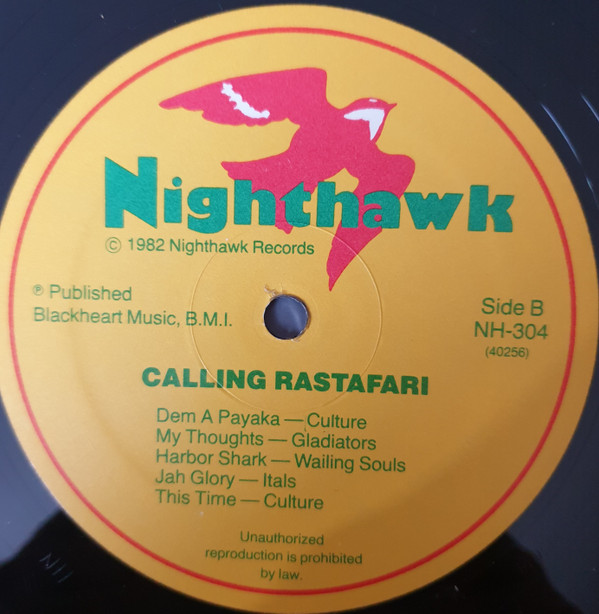 Nighthawk
© 1982 Nighthawk Records
℗ Published
Blackheart Music, B.M.I.
Side B
NH-304
(40256)
CALLING RASTAFARI
Dem A Payaka — Culture
My Thoughts — Gladiators
Harbor Shark — Wailing Souls
Jah Glory — Itals
This Time — Culture
Unauthorized
reproduction is prohibited
by law.